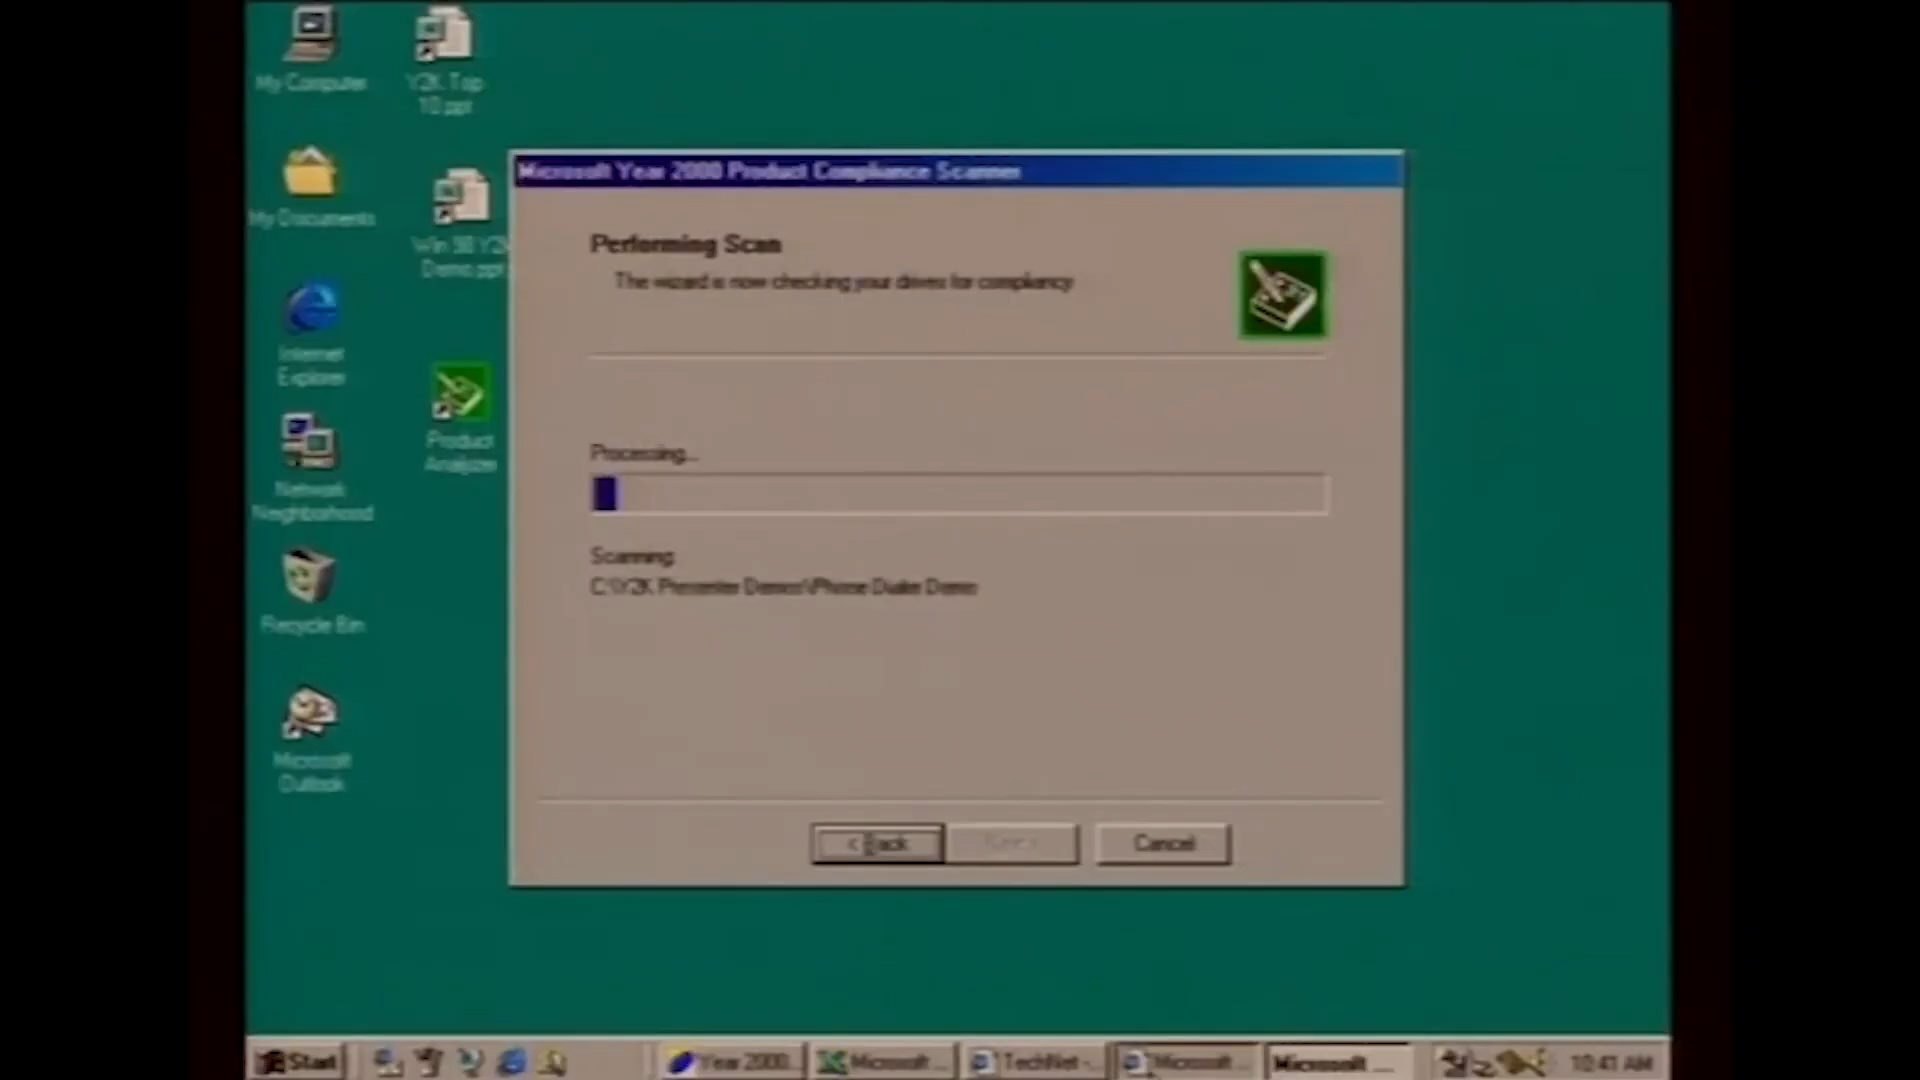 My Computer
Y2K Top
10.ppt
My Documents
Win 98 Y2K
Demo.ppt
Internet
Explorer
Product
Analyzer
Network
Neighborhood
Recycle Bin
Microsoft
Outlook
Microsoft Year 2000 Product Compliance Scanner
Performing Scan
The wizard is now checking your drives for compliancy
Processing...
Scanning:
C:\Y2K Presenter Demos\Phone Dialer Demo
< Back
Cancel
Start
Year 2000...
Microsoft ...
TechNet -...
Microsoft ...
Microsoft ...
10:41 AM